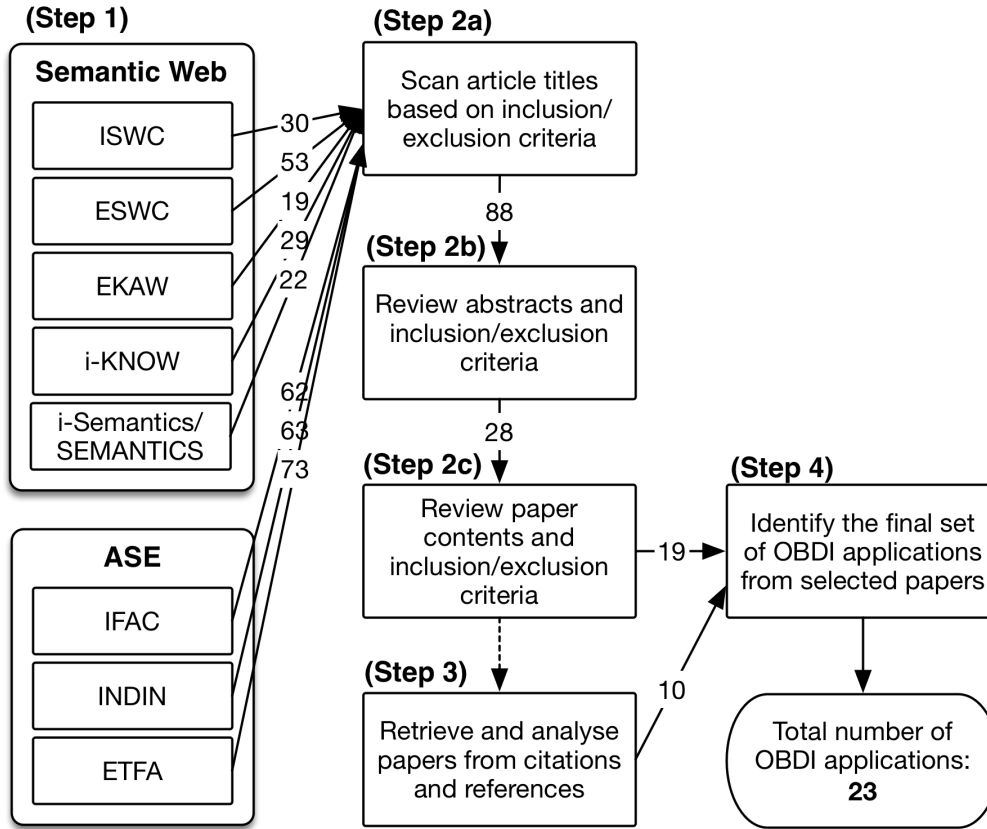 (Step 1)
Semantic Web
ISWC
ESWC
EKAW
i-KNOW
i-Semantics/
SEMANTICS
ASE
IFAC
INDIN
ETFA
30
53
19
29
22
62
63
73
(Step 2a)
Scan article titles
based on inclusion/
exclusion criteria
88
(Step 2b)
Review abstracts and
inclusion/exclusion
criteria
28
(Step 2c)
Review paper
contents and
inclusion/exclusion
criteria
19
(Step 3)
Retrieve and analyse
papers from citations
and references
10
(Step 4)
Identify the final set
of OBDI applications
from selected papers
Total number of
OBDI applications:
23